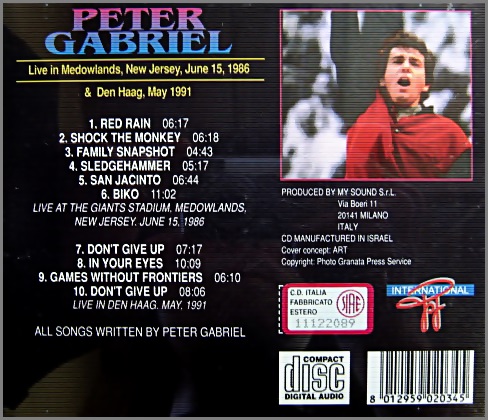 PETER
GABRIEL
Live in Medowlands, New Jersey, June 15, 1986
& Den Haag, May 1991
1. RED RAIN 06:17
2. SHOCK THE MONKEY 06:18
3. FAMILY SNAPSHOT 04:43
4. SLEDGEHAMMER 05:17
5. SAN JACINTO 06:44
6. BIKO 11:02
LIVE AT THE GIANTS STADIUM, MEDOWLANDS,
NEW JERSEY. JUNE 15, 1986
7. DON'T GIVE UP 07:17
8. IN YOUR EYES 10:09
9. GAMES WITHOUT FRONTIERS 06:10
10. DON'T GIVE UP 08:06
LIVE IN DEN HAAG. MAY, 1991
ALL SONGS WRITTEN BY PETER GABRIEL
PRODUCED BY MY SOUND S.r.L.
Via Boeri 11
20141 MILANO
ITALY
CD MANUFACTURED IN ISRAEL
Cover concept: ART
Copyright: Photo Granata Press Service
C.D. ITALIA
FABBRICATO
ESTERO
SIAE
11122089
INTERNATIONAL
COMPACT
disc
DIGITAL AUDIO
8 012959 020345